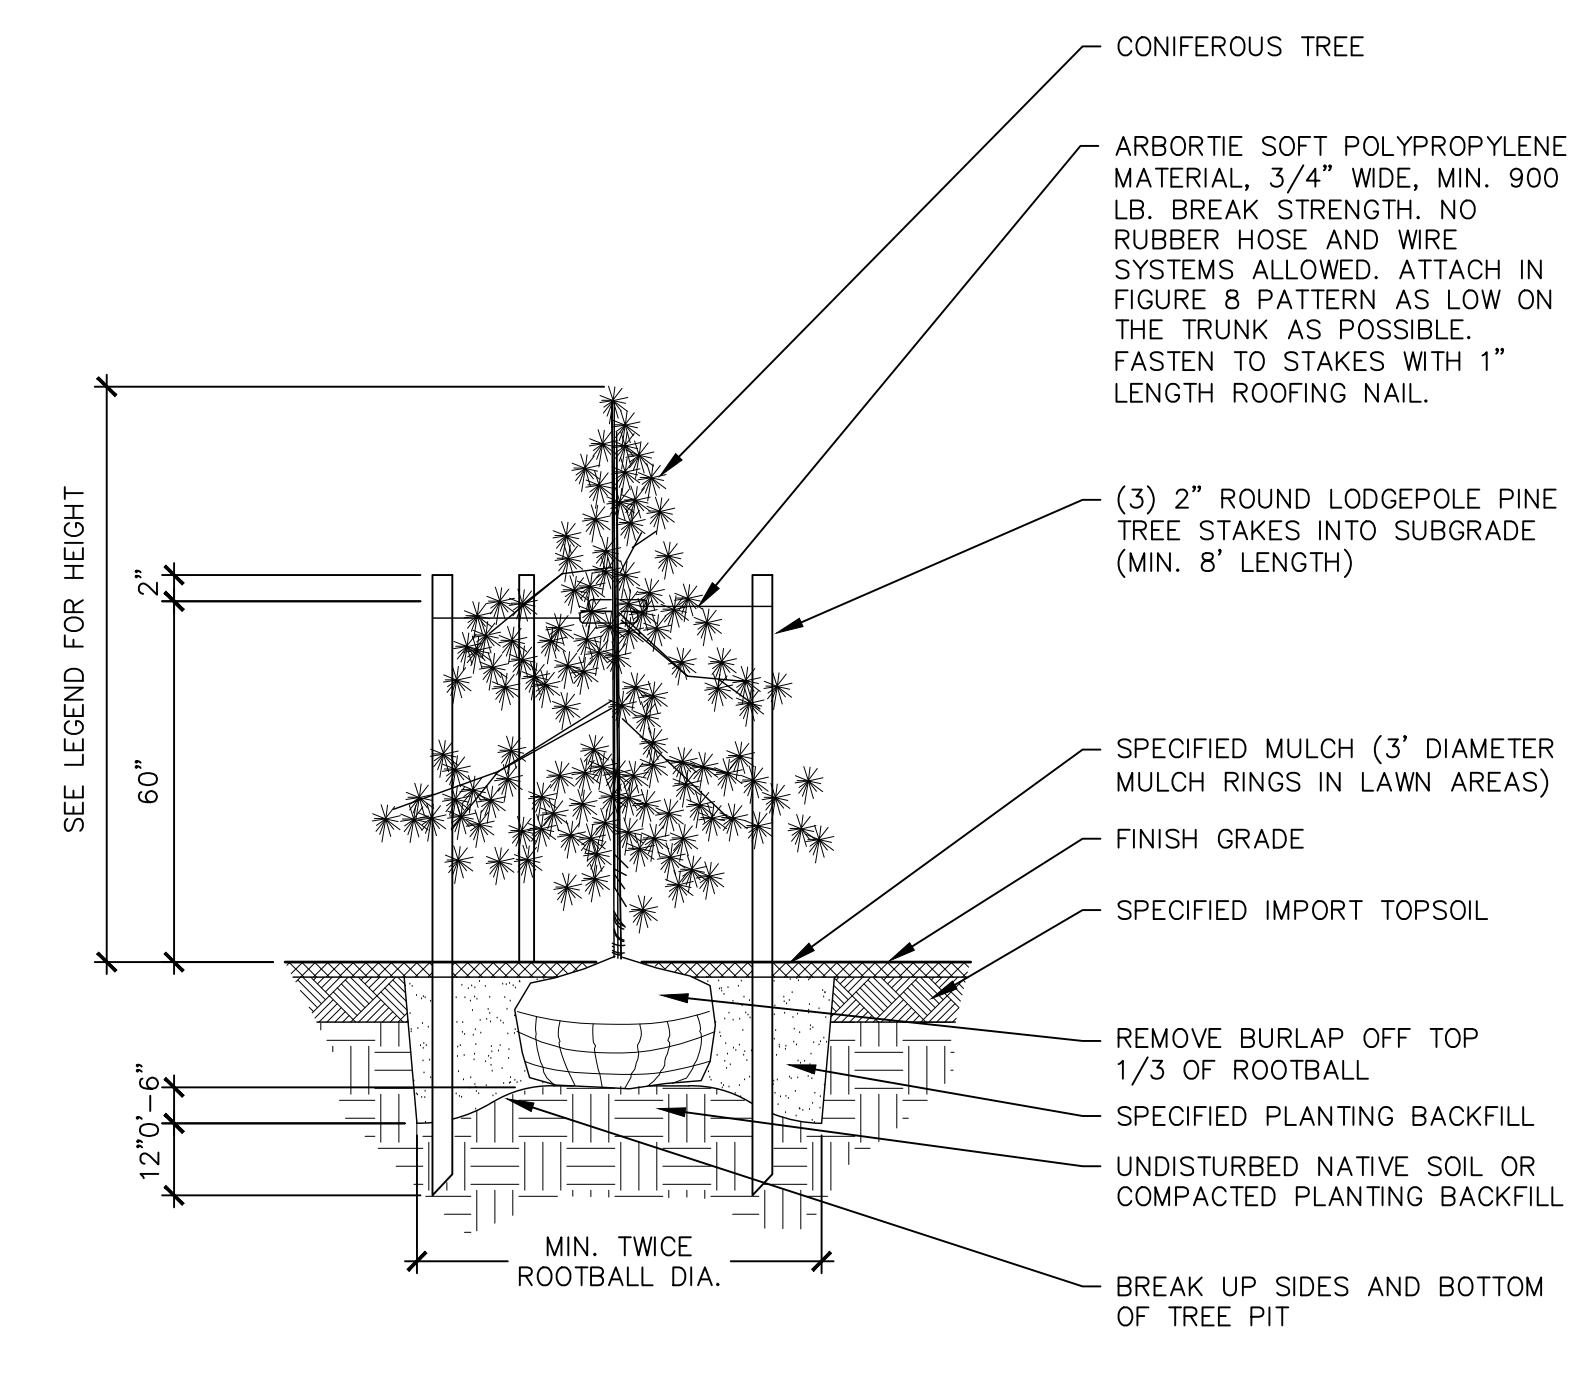 CONIFEROUS TREE
ARBORTIE SOFT POLYPROPYLENE
MATERIAL, 3/4" WIDE, MIN. 900
LB. BREAK STRENGTH. NO
RUBBER HOSE AND WIRE
SYSTEMS ALLOWED. ATTACH IN
FIGURE 8 PATTERN AS LOW ON
THE TRUNK AS POSSIBLE.
FASTEN TO STAKES WITH 1"
LENGTH ROOFING NAIL.
(3) 2" ROUND LODGEPOLE PINE
TREE STAKES INTO SUBGRADE
(MIN. 8' LENGTH)
SPECIFIED MULCH (3' DIAMETER
MULCH RINGS IN LAWN AREAS)
FINISH GRADE
SPECIFIED IMPORT TOPSOIL
REMOVE BURLAP OFF TOP
1/3 OF ROOTBALL
SPECIFIED PLANTING BACKFILL
UNDISTURBED NATIVE SOIL OR
COMPACTED PLANTING BACKFILL
BREAK UP SIDES AND BOTTOM
OF TREE PIT
SEE LEGEND FOR HEIGHT
2"
60"
0'-6"
12"
MIN. TWICE
ROOTBALL DIA.